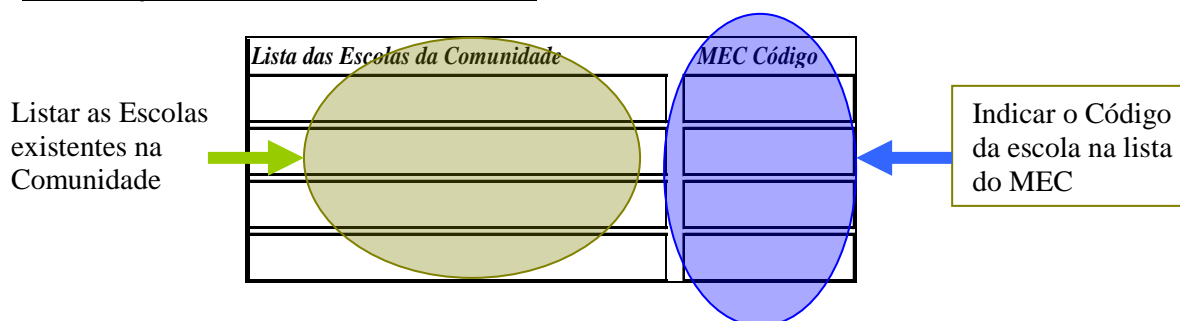 Lista das Escolas da Comunidade MEC Código
Listar as Escolas
existentes na
Comunidade
Indicar o Código
da escola na lista
do MEC